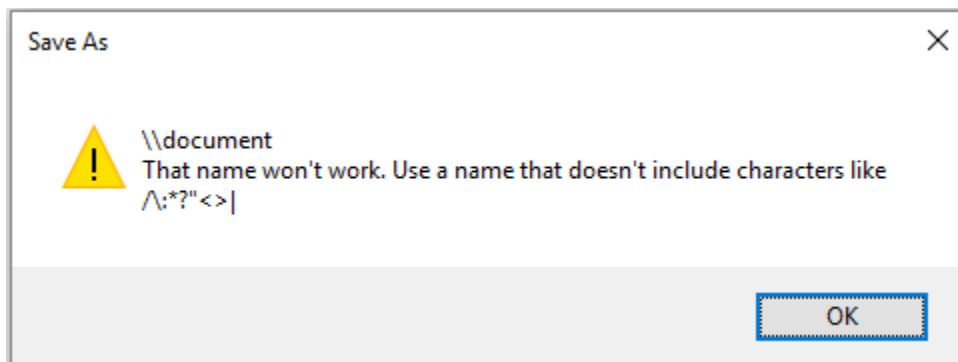 Save As
\\document
That name won't work. Use a name that doesn't include characters like
/\:*?"<>|
OK